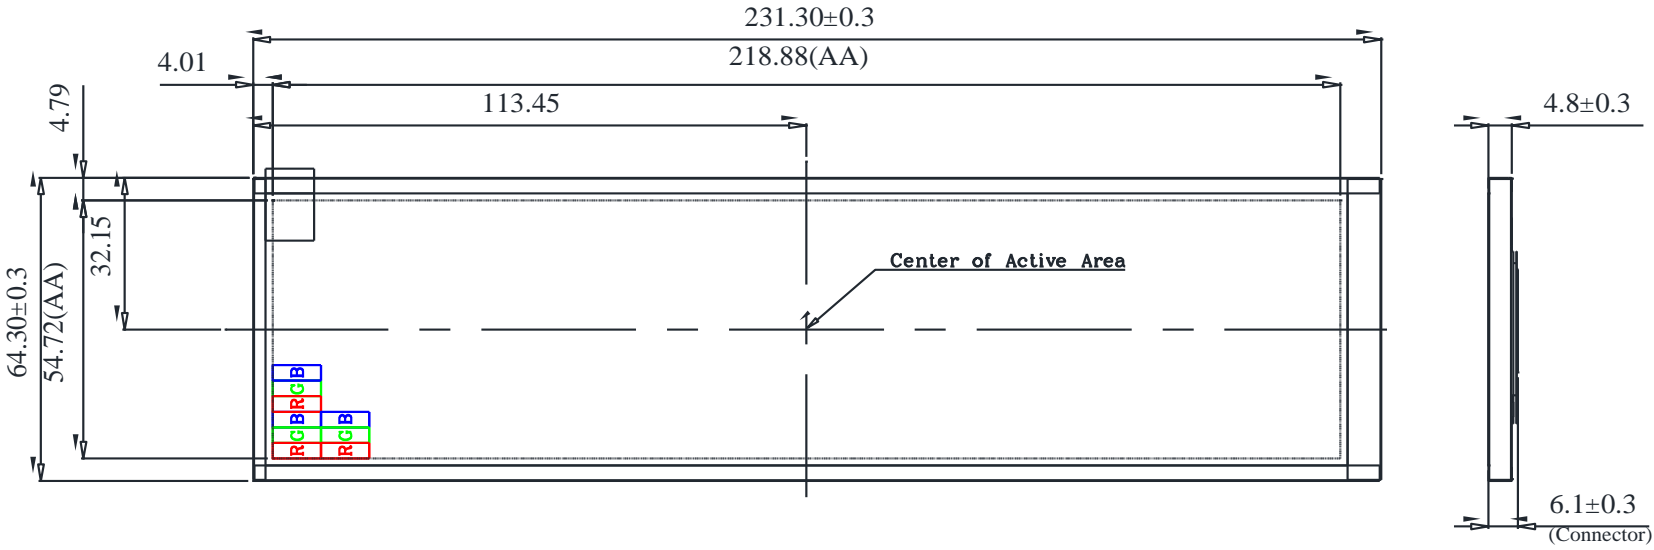 231.30±0.3
218.88(AA)
4.01
113.45
4.79
4.8±0.3
32.15
64.30±0.3
54.72(AA)
Center of Active Area
B
G
R
B B
G G
R R
6.1±0.3
(Connector)